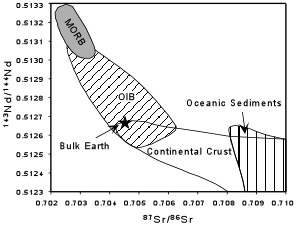 0.5133
0.5132
0.5131
0.5130
0.5129
0.5128
0.5127
0.5126
0.5125
0.5124
0.5123
¹⁴³Nd/¹⁴⁴Nd
MORB
OIB
Oceanic Sediments
Bulk Earth
Continental Crust
0.702 0.703 0.704 0.705 0.706 0.707 0.708 0.709 0.710
⁸⁷Sr/⁸⁶Sr